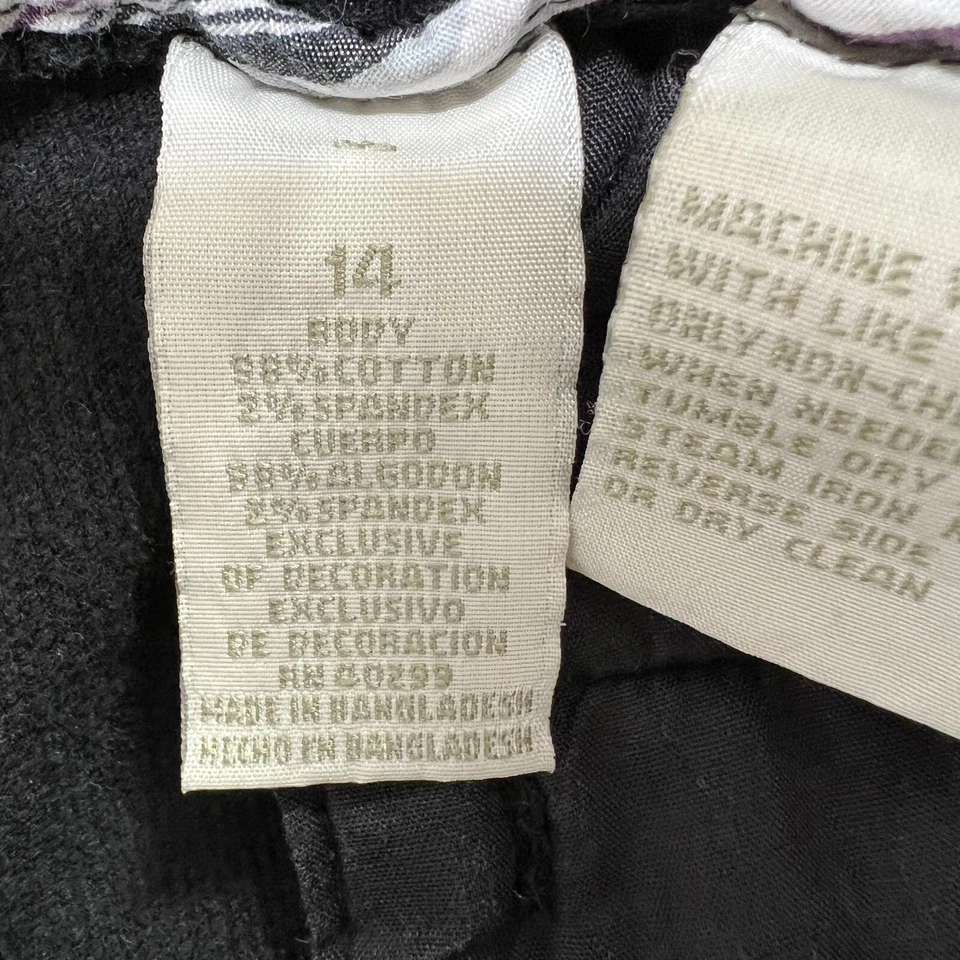 14
BODY
98%COTTON
2%SPANDEX
CUERPO
98%ALGODON
2%SPANDEX
EXCLUSIVE
OF DECORATION
EXCLUSIVO
DE DECORACION
RN
MADE IN BANGLADESH
HECHO EN BANGLADESH
MACHINE
WITH LIKE
ONLY NON-CH
WHEN NEEDE
TUMBLE DRY
STEAM IRON
REVERSE SIDE
OR DRY CLEAN